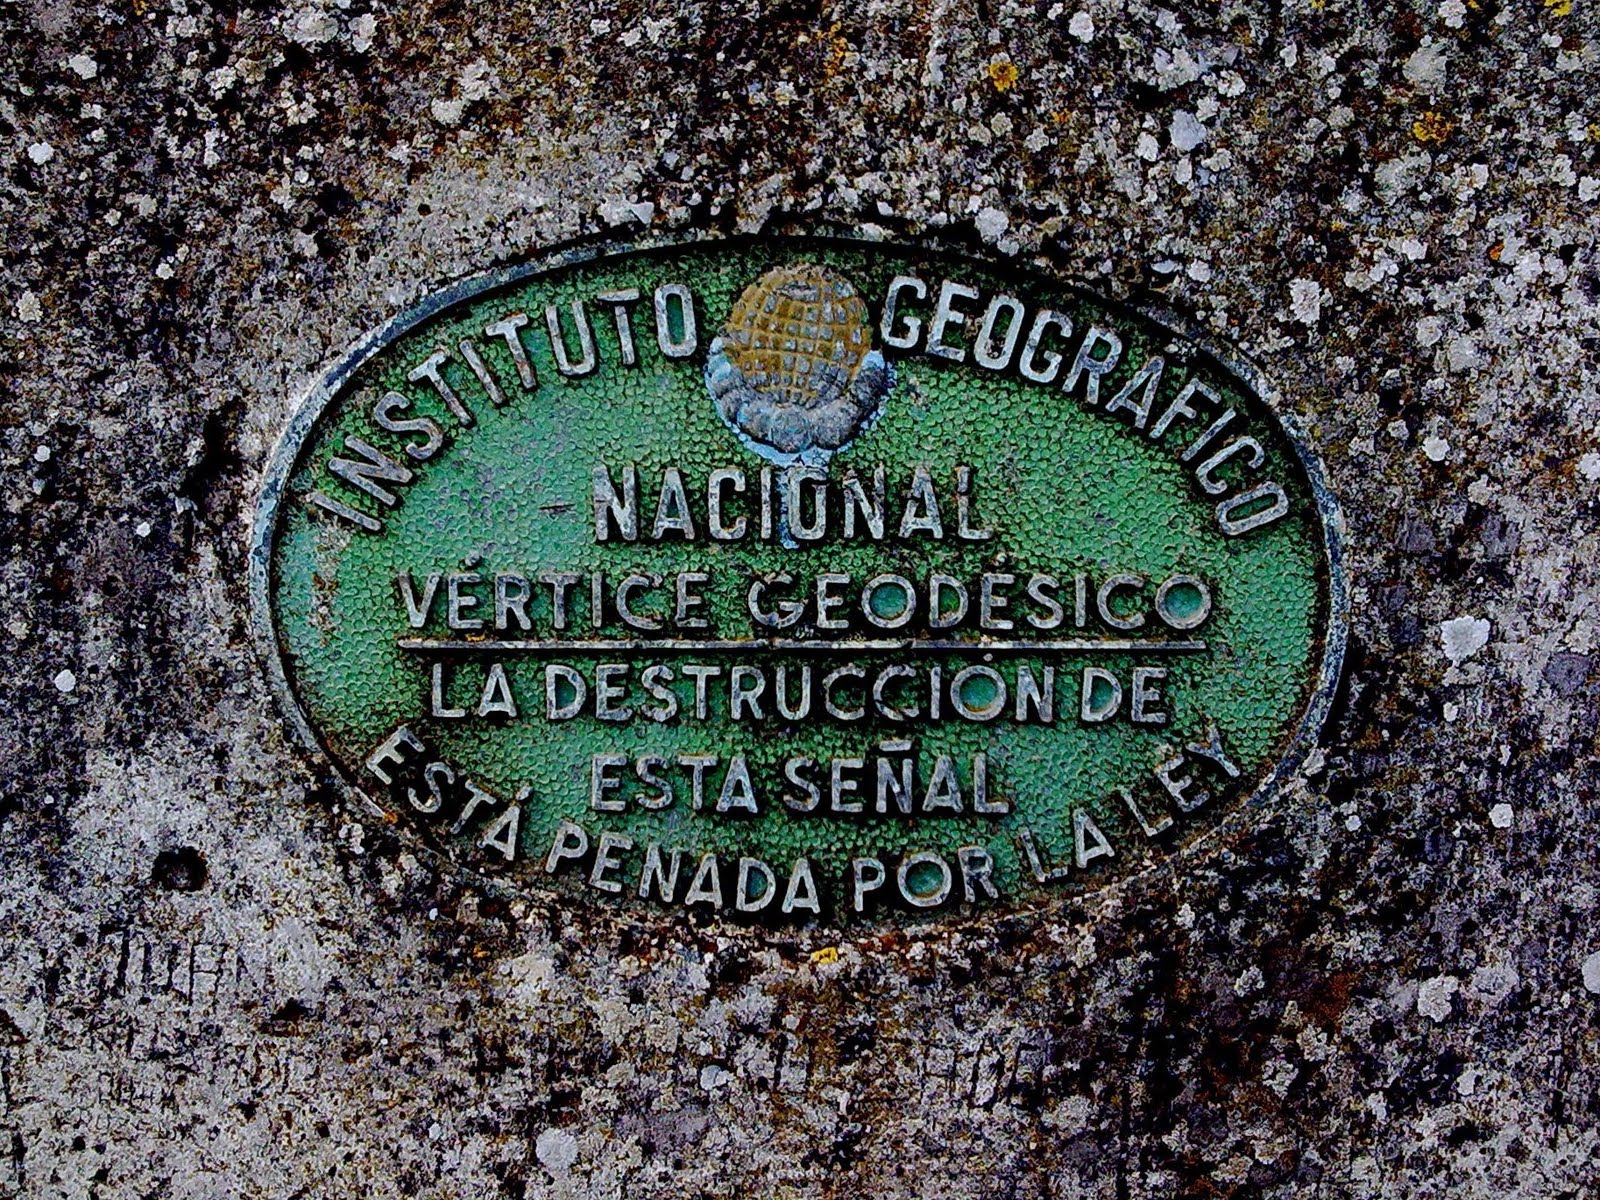 INSTITUTO GEOGRÁFICO
NACIONAL
VÉRTICE GEODÉSICO
LA DESTRUCCIÓN DE
ESTA SEÑAL
ESTÁ PENADA POR LA LEY